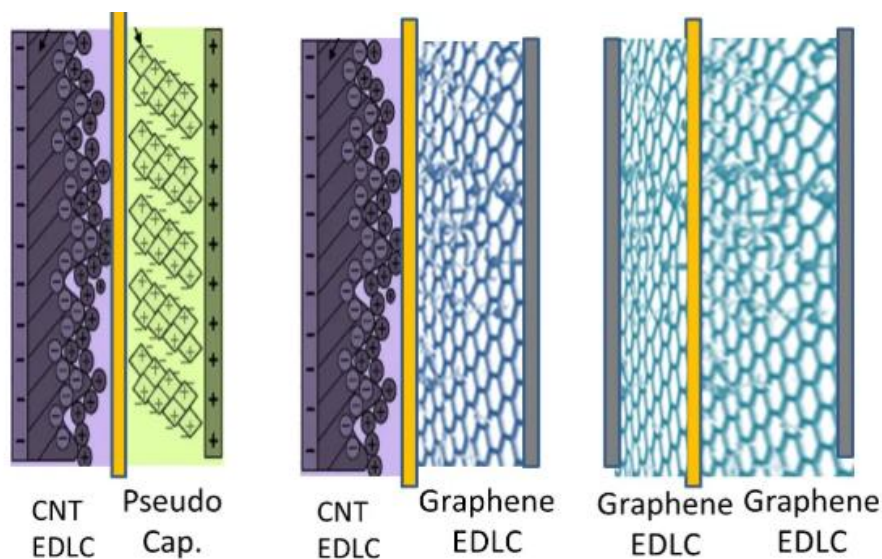 CNT Pseudo
EDLC Cap.
CNT Graphene
EDLC EDLC
Graphene Graphene
EDLC EDLC